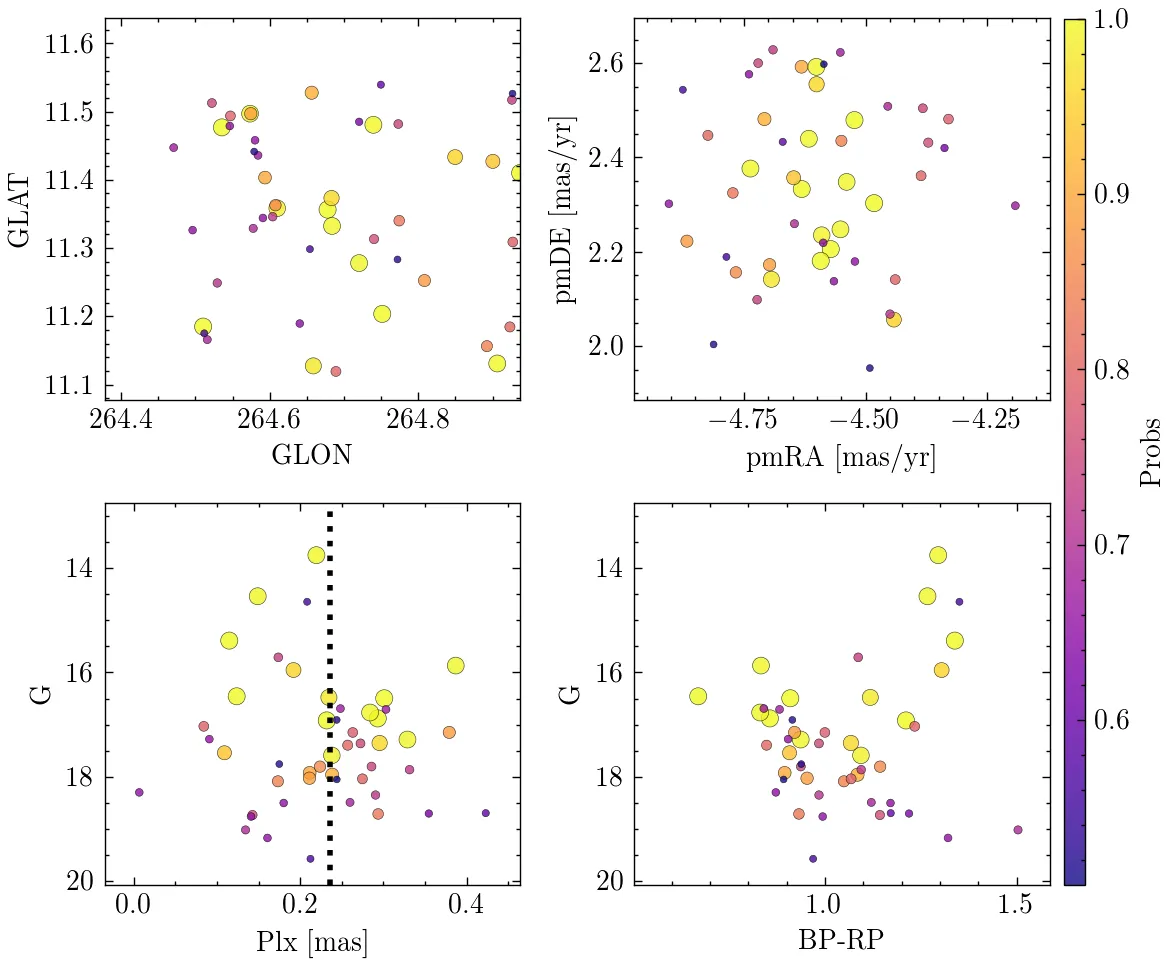 11.6
11.5
11.4
11.3
11.2
11.1
GLAT
264.4 264.6 264.8
GLON
2.6
2.4
2.2
2.0
pmDE [mas/yr]
−4.75 −4.50 −4.25
pmRA [mas/yr]
14
16
18
20
G
0.0 0.2 0.4
Plx [mas]
14
16
18
20
G
1.0 1.5
BP-RP
1.0
0.9
0.8
0.7
0.6
Probs